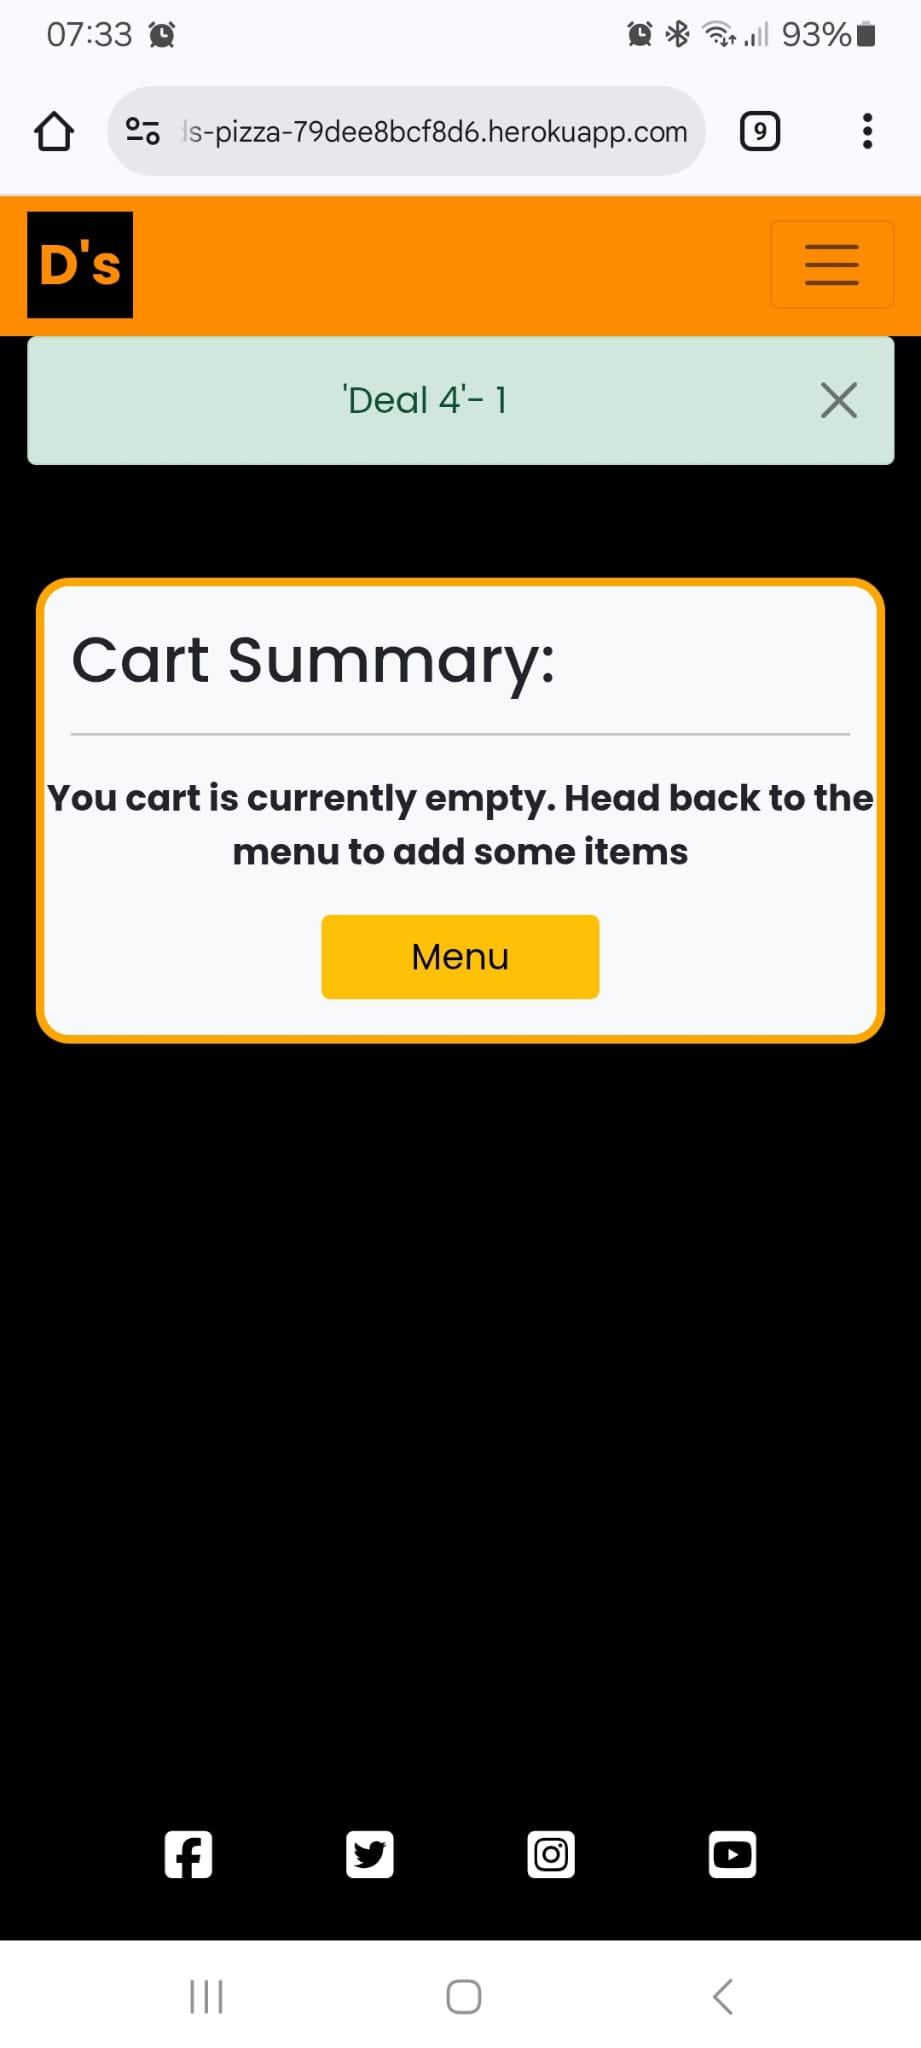 07:33 93%
ds-pizza-79dee8bcf8d6.herokuapp.com 9
D's
'Deal 4'- 1
Cart Summary:
You cart is currently empty. Head back to the
menu to add some items
Menu